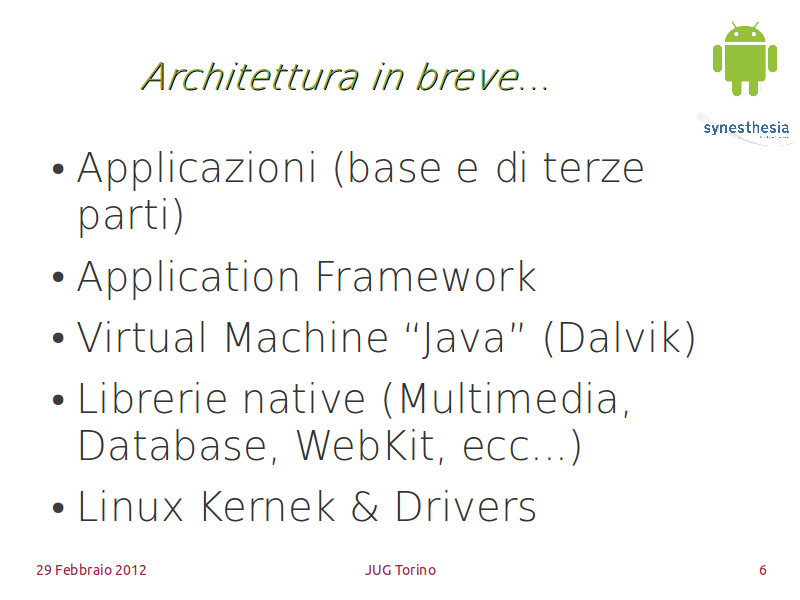 Architettura in breve...
synesthesia
• Applicazioni (base e di terze
parti)
• Application Framework
• Virtual Machine “Java” (Dalvik)
• Librerie native (Multimedia,
Database, WebKit, ecc...)
• Linux Kernek & Drivers
29 Febbraio 2012
JUG Torino
6